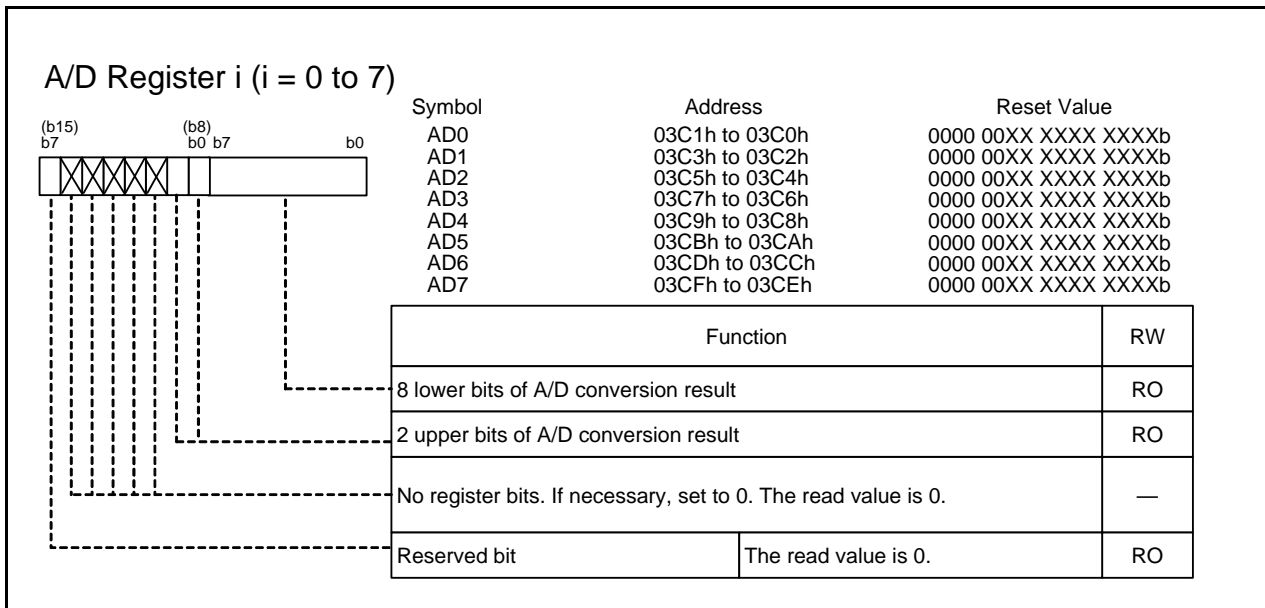 A/D Register i (i = 0 to 7)
Symbol Address Reset Value
(b15) (b8)
b7 b0 b7 b0
AD0 03C1h to 03C0h 0000 00XX XXXX XXXXb
AD1 03C3h to 03C2h 0000 00XX XXXX XXXXb
AD2 03C5h to 03C4h 0000 00XX XXXX XXXXb
AD3 03C7h to 03C6h 0000 00XX XXXX XXXXb
AD4 03C9h to 03C8h 0000 00XX XXXX XXXXb
AD5 03CBh to 03CAh 0000 00XX XXXX XXXXb
AD6 03CDh to 03CCh 0000 00XX XXXX XXXXb
AD7 03CFh to 03CEh 0000 00XX XXXX XXXXb
Function RW
8 lower bits of A/D conversion result RO
2 upper bits of A/D conversion result RO
No register bits. If necessary, set to 0. The read value is 0. —
Reserved bit The read value is 0. RO